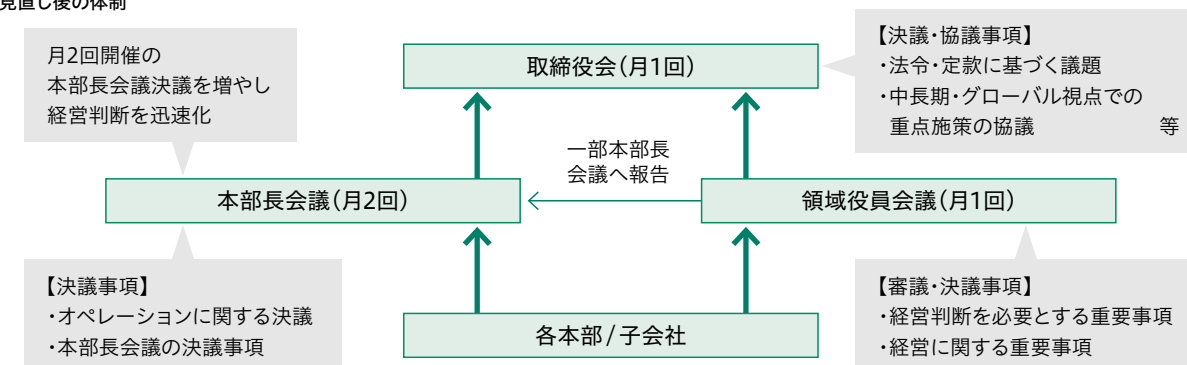 見直し後の体制
月2回開催の
本部長会議決議を増やし
経営判断を迅速化
取締役会(月1回)
【決議・協議事項】
・法令・定款に基づく議題
・中長期・グローバル視点での
重点施策の協議 等
一部本部長
会議へ報告
本部長会議(月2回)
領域役員会議(月1回)
【決議事項】
・オペレーションに関する決議
・本部長会議の決議事項
各本部/子会社
【審議・決議事項】
・経営判断を必要とする重要事項
・経営に関する重要事項